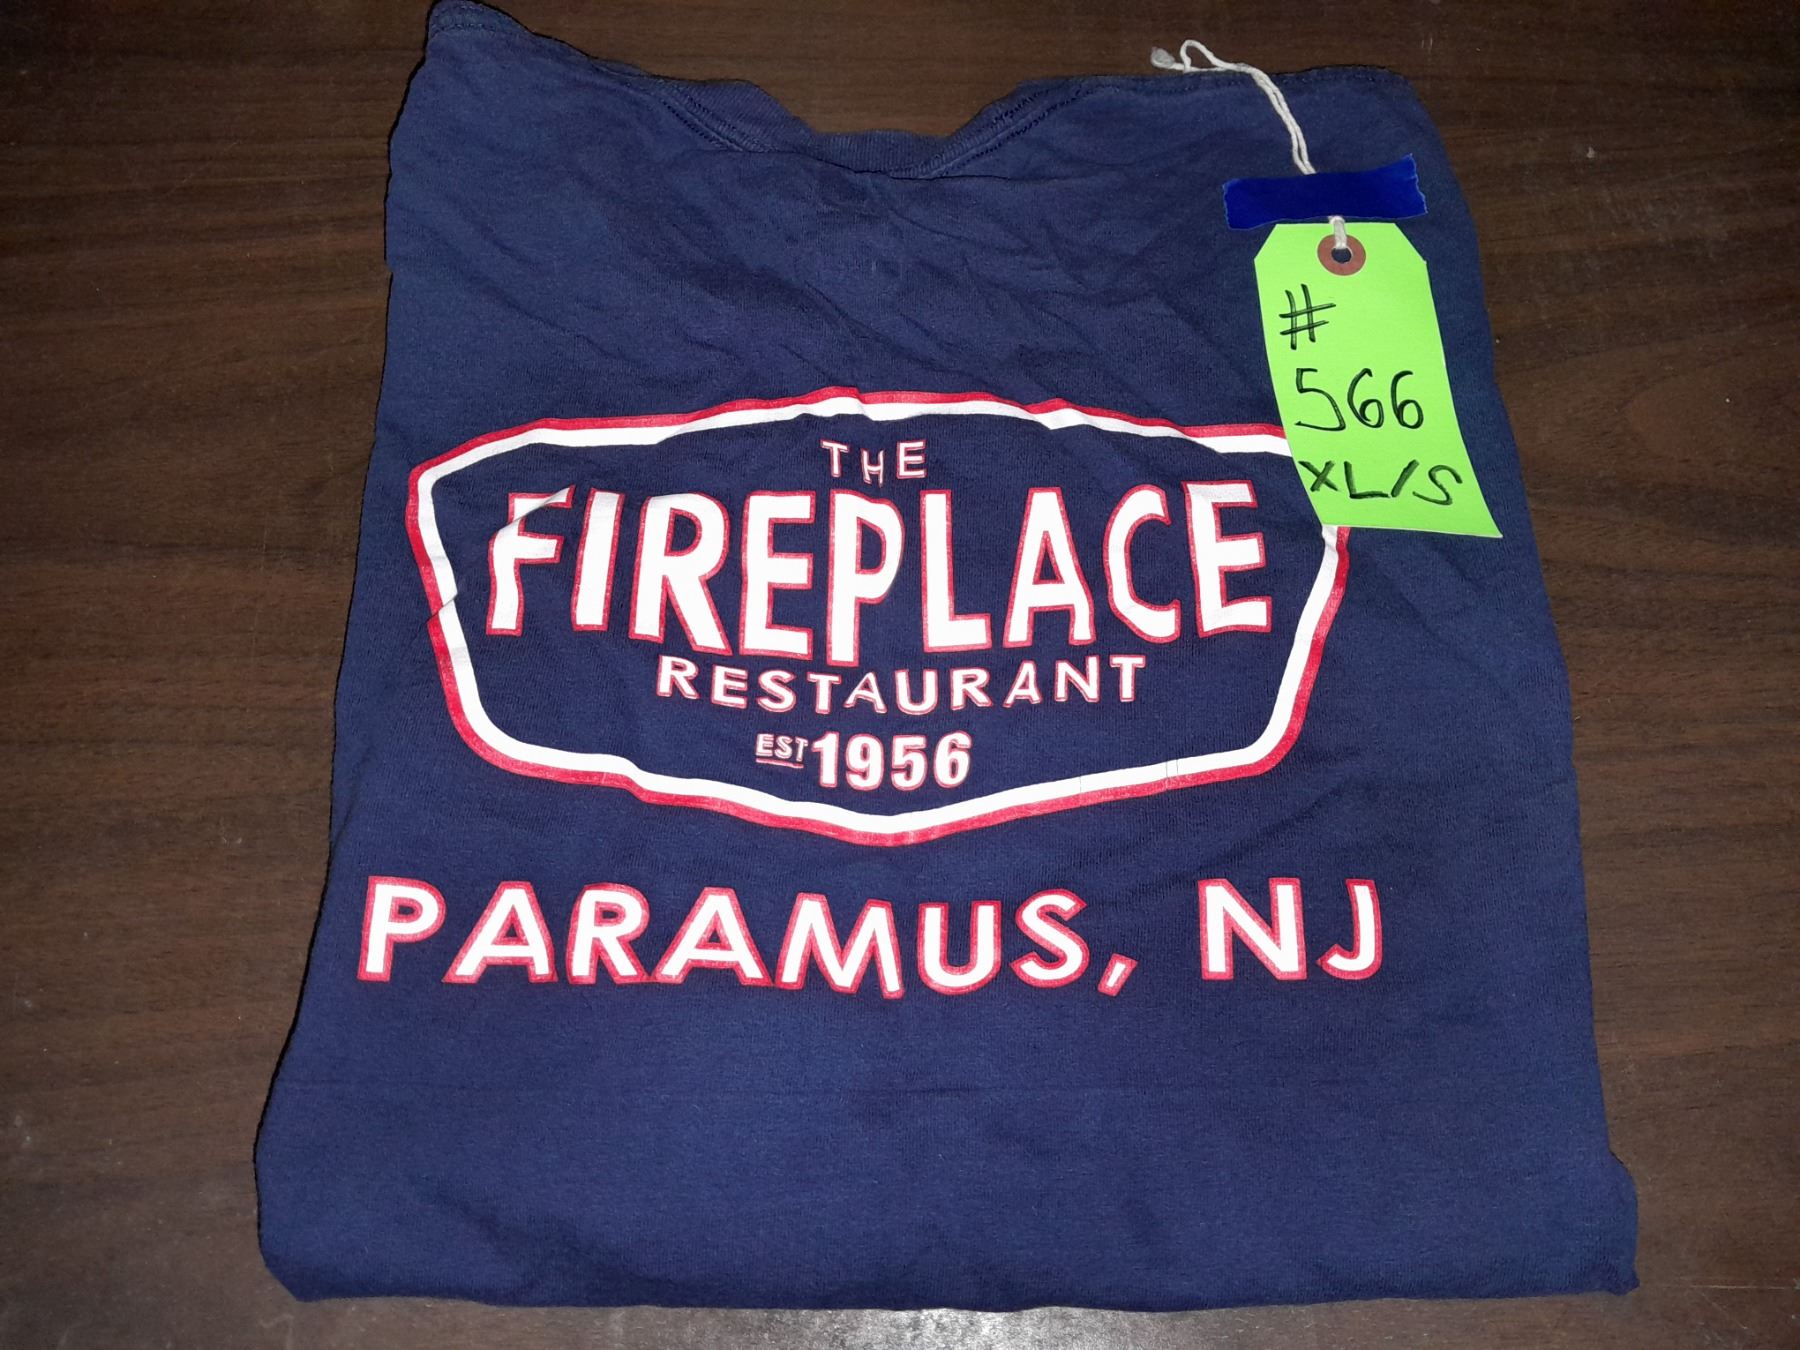 #
566
XL/S
THE
FIREPLACE
RESTAURANT
EST 1956
PARAMUS, NJ